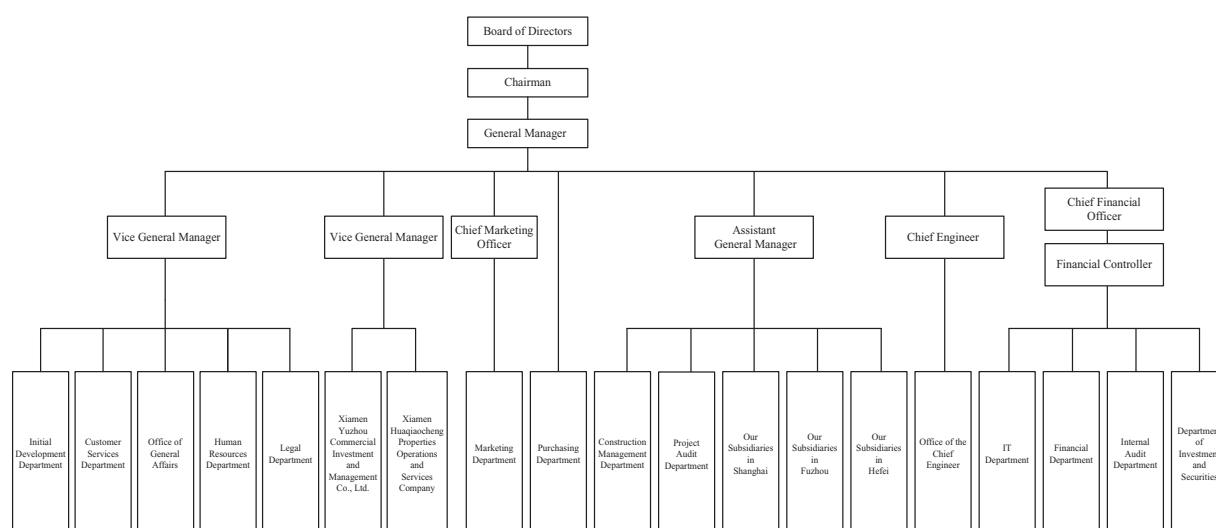 Board of Directors
Chairman
General Manager
Vice General Manager
Vice General Manager
Chief Marketing
Officer
Assistant
General Manager
Chief Engineer
Chief Financial
Officer
Financial Controller
Initial
Development
Department
Customer
Services
Department
Office of
General
Affairs
Human
Resources
Department
Legal
Department
Xiamen
Yuzhou
Commercial
Investment
and
Management
Co., Ltd.
Xiamen
Huaqiaocheng
Properties
Operations
and
Services
Company
Marketing
Department
Purchasing
Department
Construction
Management
Department
Project
Audit
Department
Our
Subsidiaries
in
Shanghai
Our
Subsidiaries
in
Fuzhou
Our
Subsidiaries
in
Hefei
Office of the
Chief
Engineer
IT
Department
Financial
Department
Internal
Audit
Department
Departmen
of
Investmen
and
Securities